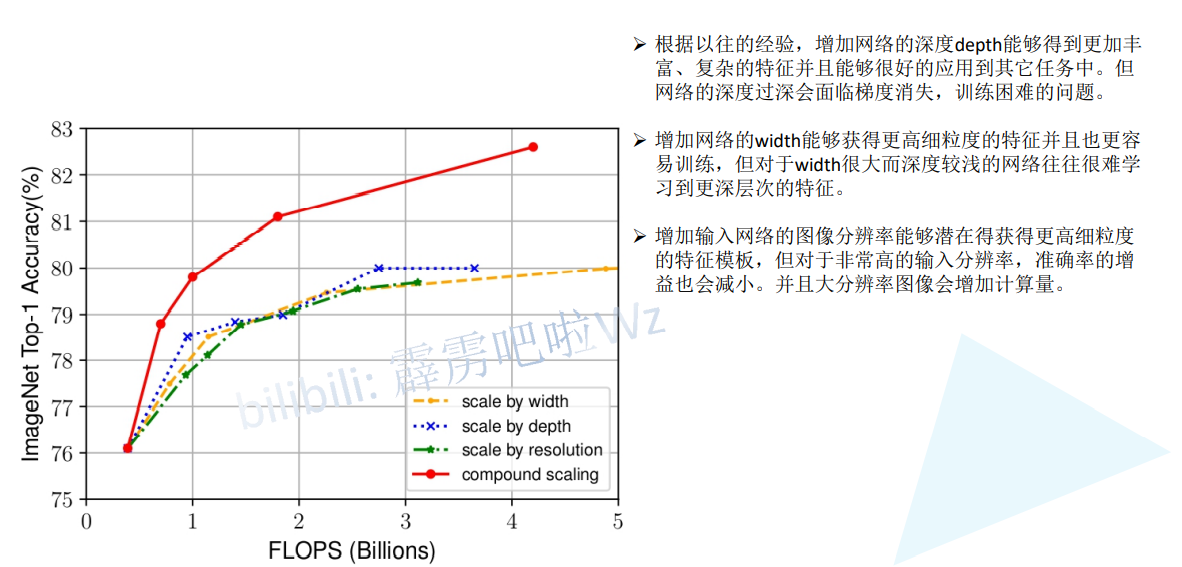 ➢ 根据以往的经验，增加网络的深度depth能够得到更加丰
富、复杂的特征并且能够很好的应用到其它任务中。但
网络的深度过深会面临梯度消失，训练困难的问题。
➢ 增加网络的width能够获得更高细粒度的特征并且也更容
易训练，但对于width很大而深度较浅的网络往往很难学
习到更深层次的特征。
➢ 增加输入网络的图像分辨率能够潜在得获得更高细粒度
的特征模板，但对于非常高的输入分辨率，准确率的增
益也会减小。并且大分辨率图像会增加计算量。
ImageNet Top-1 Accuracy(%)
83
82
81
80
79
78
77
76
75
0 1 2 3 4 5
FLOPS (Billions)
scale by width
scale by depth
scale by resolution
compound scaling
bilibili: 霹雳吧啦Wz